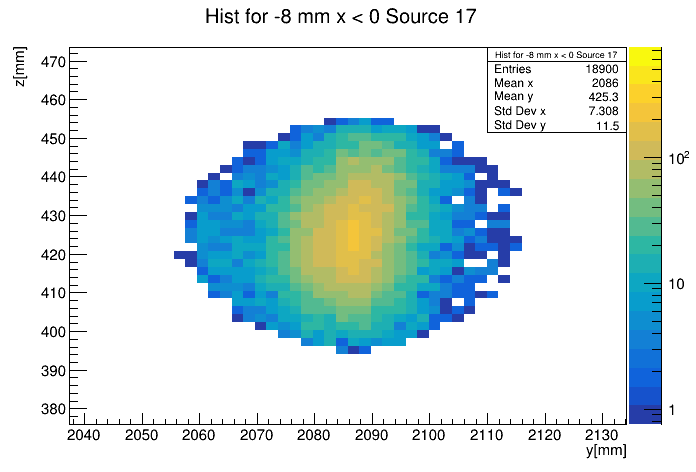 Hist for -8 mm x < 0 Source 17
z[mm]
470
460
450
440
430
420
410
400
390
380
2040 2050 2060 2070 2080 2090 2100 2110 2120 2130
y[mm]
Hist for -8 mm x < 0 Source 17
Entries 18900
Mean x 2086
Mean y 425.3
Std Dev x 7.308
Std Dev y 11.5
10²
10
1